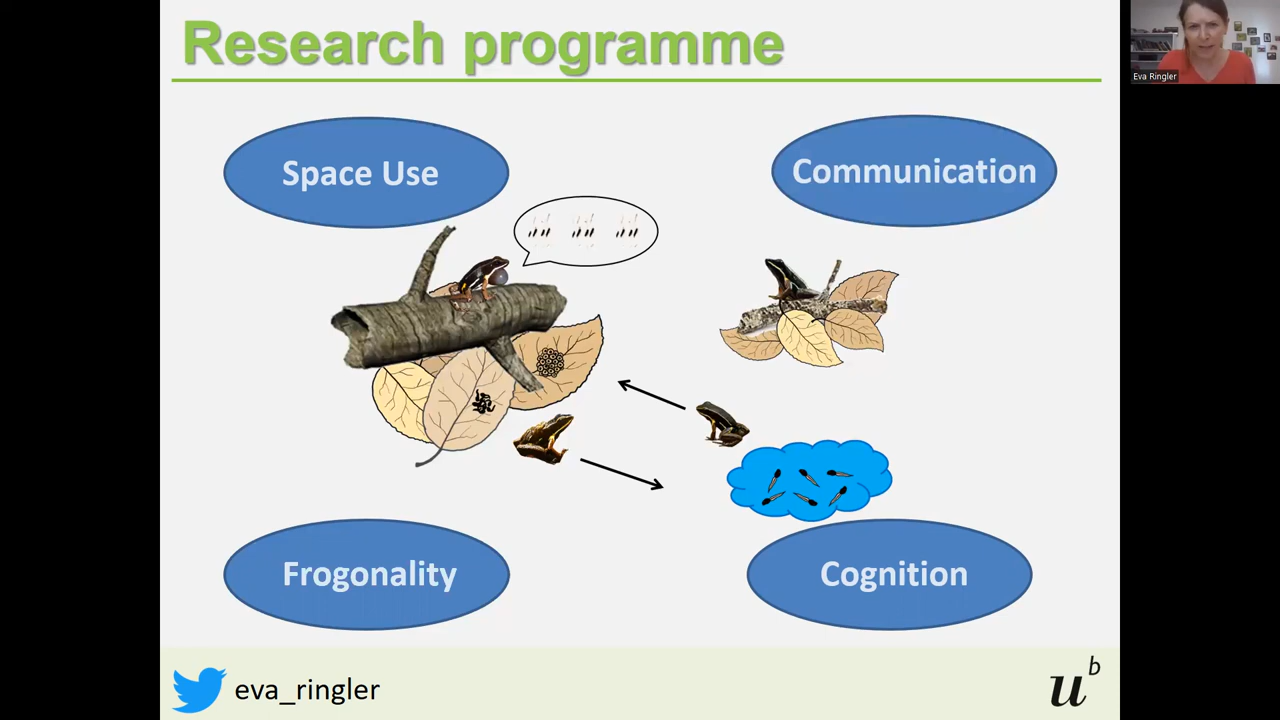 Research programme
Eva Ringler
Space Use
Communication
Frogonality
Cognition
eva_ringler
u^b